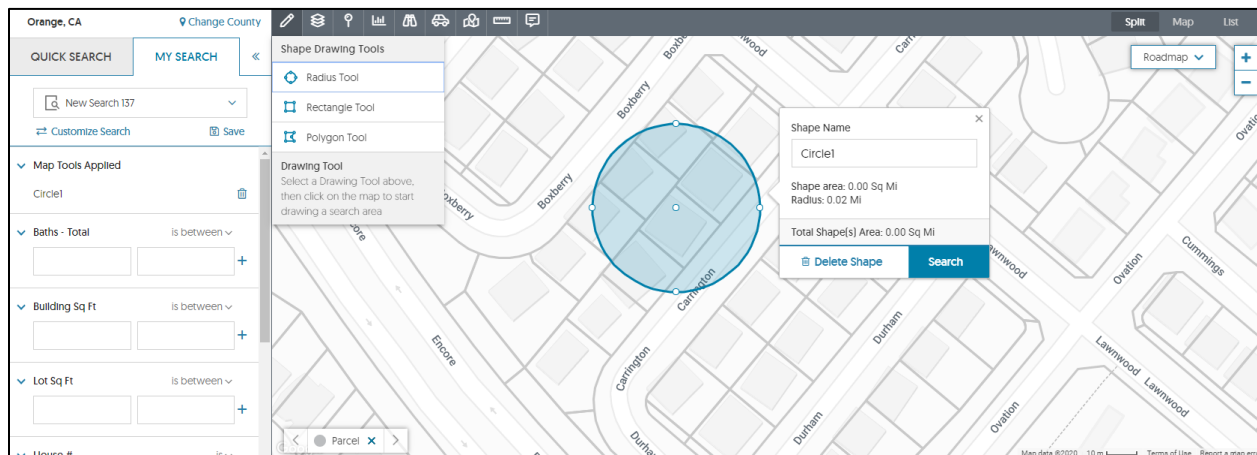 Orange, CA
Change County
Split
Map
List
QUICK SEARCH
MY SEARCH
«
New Search 137
Customize Search
Save
Map Tools Applied
Circle1
Baths - Total
is between
+
Building Sq Ft
is between
+
Lot Sq Ft
is between
+
House #
is
Shape Drawing Tools
Radius Tool
Rectangle Tool
Polygon Tool
Drawing Tool
Select a Drawing Tool above,
then click on the map to start
drawing a search area
Roadmap
+
−
Shape Name
×
Circle1
Shape area: 0.00 Sq Mi
Radius: 0.02 Mi
Total Shape(s) Area: 0.00 Sq Mi
Delete Shape
Search
Boxberry
Boxberry
Boxberry
Encore
Carrington
Carrington
Durham
Durham
Ovation
Ovation
Ovation
Cummings
Lawnwood
Lawnwood
Parcel
×
Map data ©2020
10 m
Terms of Use